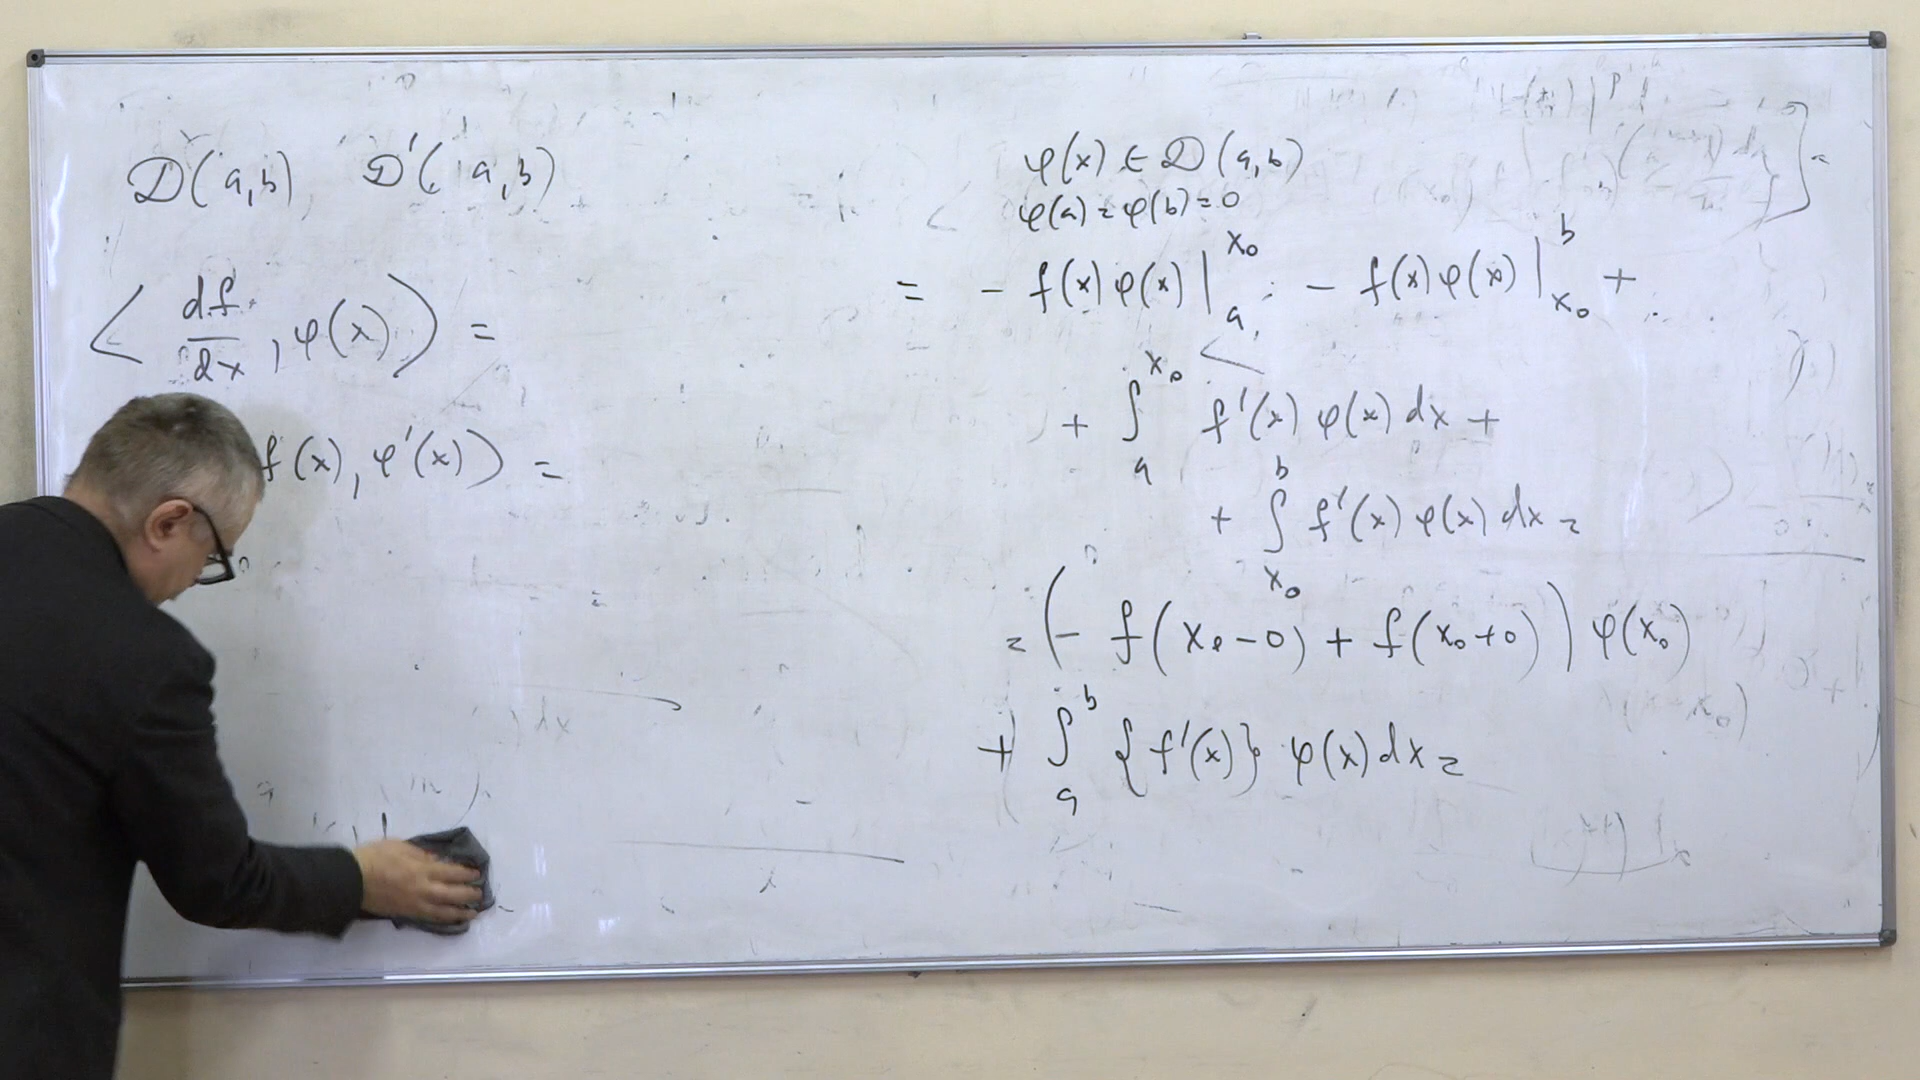 𝒟(a,b), 𝒟'(a,b)
⟨df/dx, φ(x)⟩ =
f(x), φ'(x)⟩ =
φ(x) ∈ 𝒟(a,b)
φ(a) = φ(b) = 0
= - f(x)φ(x)|_a^{x₀} - f(x)φ(x)|_{x₀}^b +
+ ∫_a^{x₀} f'(x)φ(x)dx +
+ ∫_{x₀}^b f'(x)φ(x)dx =
= (- f(x₀-0) + f(x₀+0)) φ(x₀)
+ ∫_a^b {f'(x)} φ(x)dx =